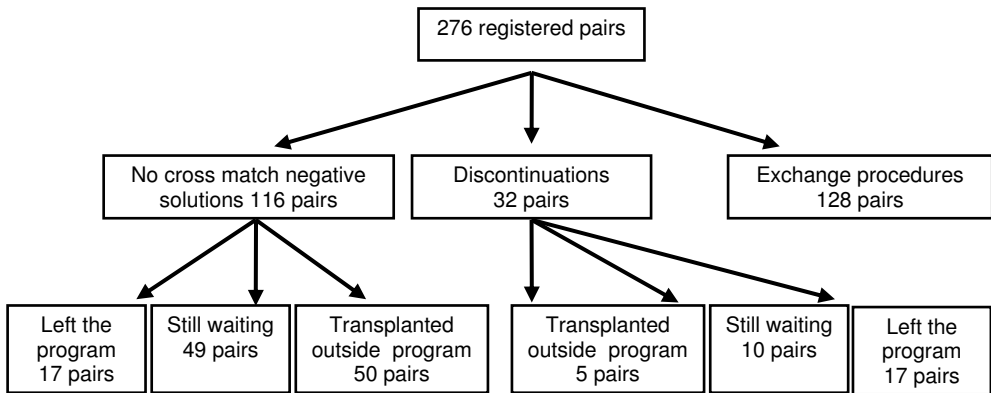 276 registered pairs
No cross match negative
solutions 116 pairs
Discontinuations
32 pairs
Exchange procedures
128 pairs
Left the
program
17 pairs
Still waiting
49 pairs
Transplanted
outside program
50 pairs
Transplanted
outside program
5 pairs
Still waiting
10 pairs
Left the
program
17 pairs